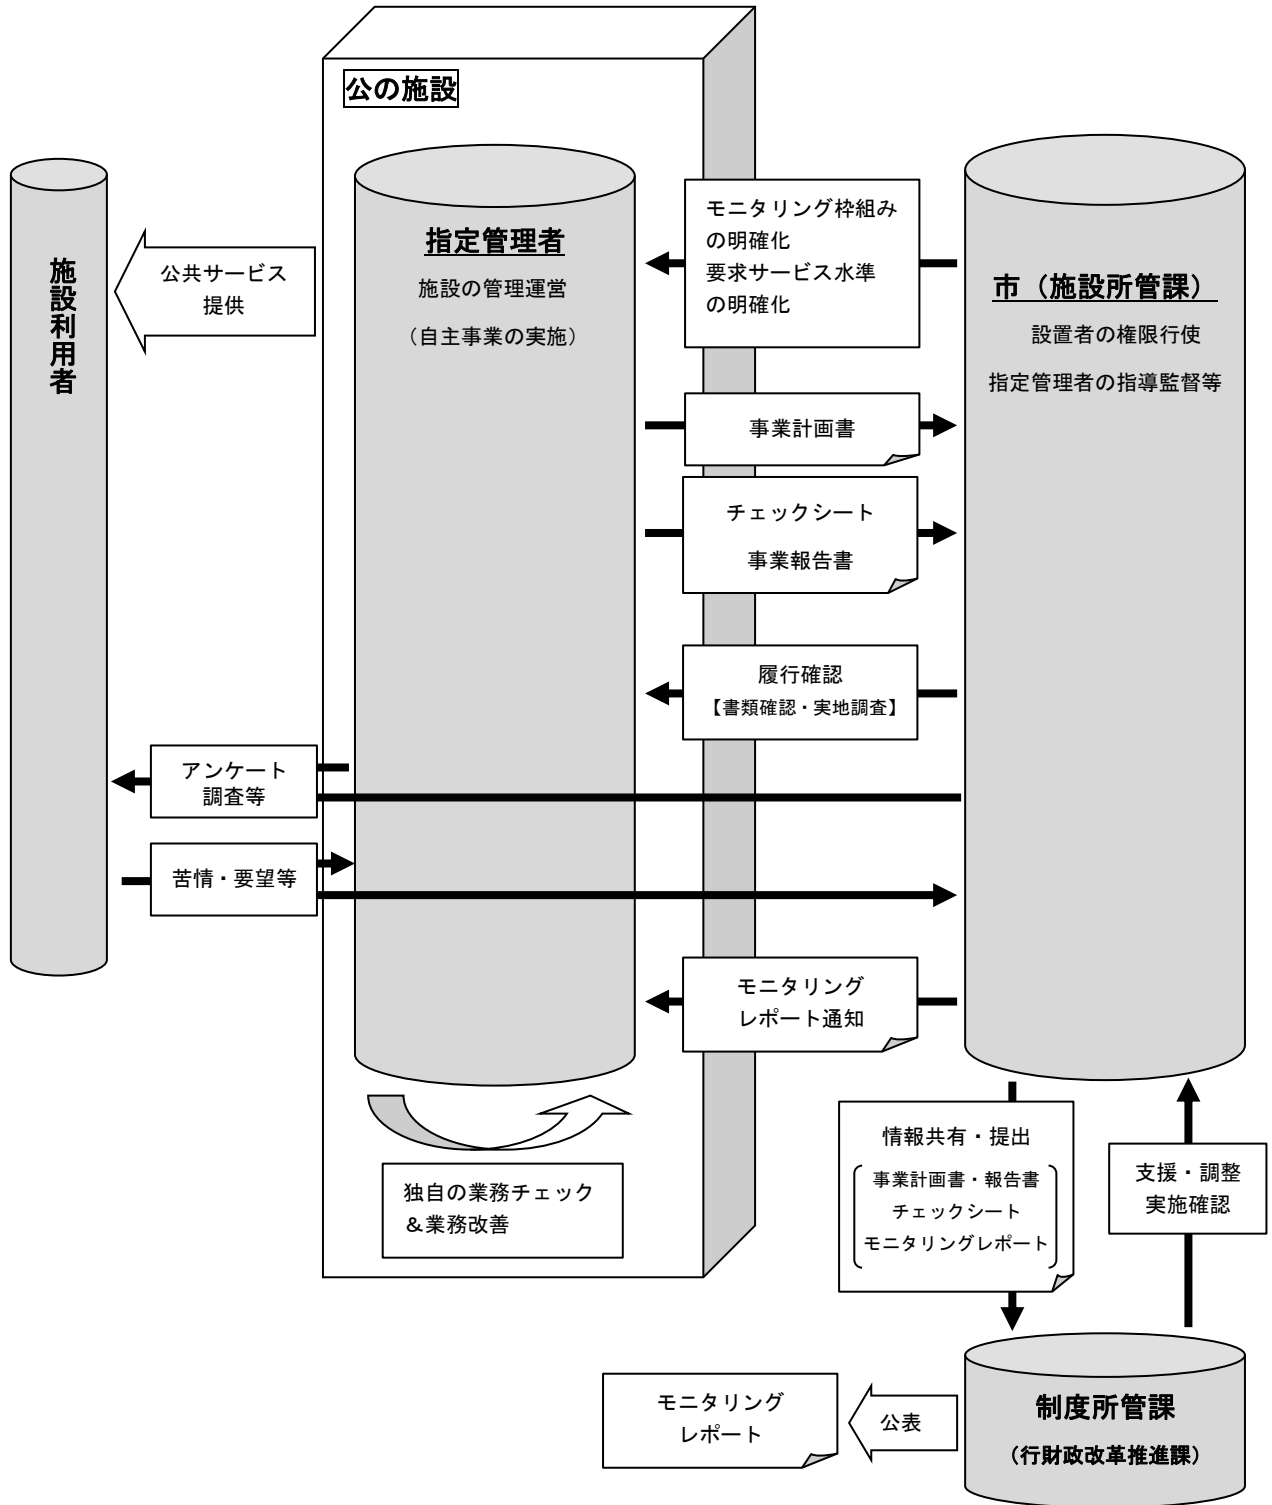 公の施設
施設利用者
公共サービス
提供
指定管理者
施設の管理運営
（自主事業の実施）
モニタリング枠組み
の明確化
要求サービス水準
の明確化
市（施設所管課）
設置者の権限行使
指定管理者の指導監督等
事業計画書
チェックシート
事業報告書
履行確認
【書類確認・実地調査】
アンケート
調査等
苦情・要望等
モニタリング
レポート通知
独自の業務チェック
＆業務改善
情報共有・提出
事業計画書・報告書
チェックシート
モニタリングレポート
支援・調整
実施確認
モニタリング
レポート
公表
制度所管課
（行財政改革推進課）